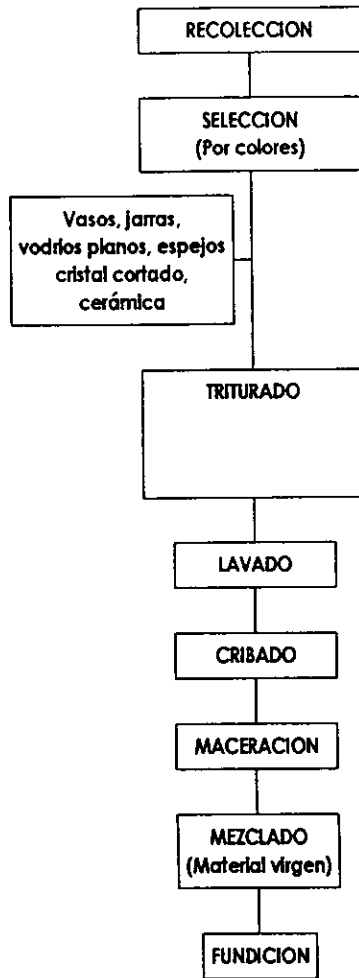 RECOLECCION
SELECCION
(Por colores)
Vasos, jarras,
vodrios planos, espejos
cristal cortado,
cerámica
TRITURADO
LAVADO
CRIBADO
MACERACION
MEZCLADO
(Material virgen)
FUNDICION